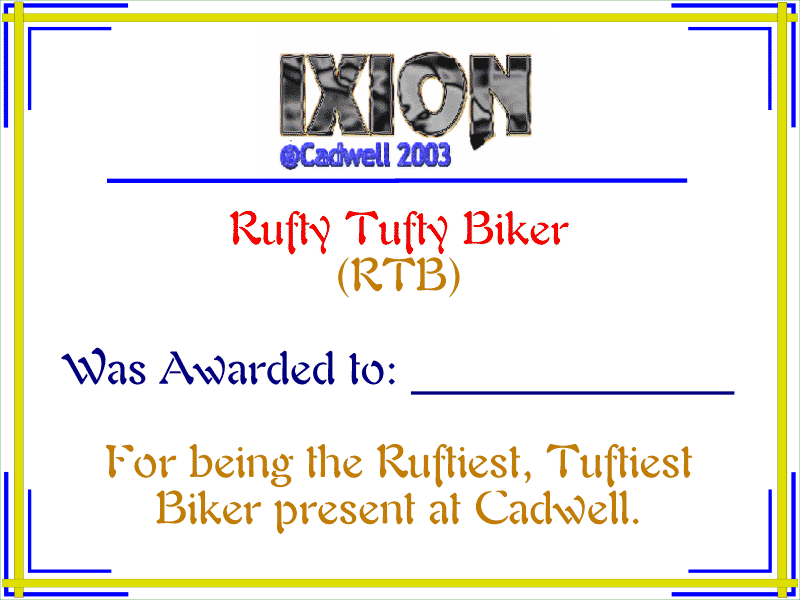 IXION
@Cadwell 2003
Rufty Tufty Biker
(RTB)
Was Awarded to:
For being the Ruftiest, Tuftiest
Biker present at Cadwell.